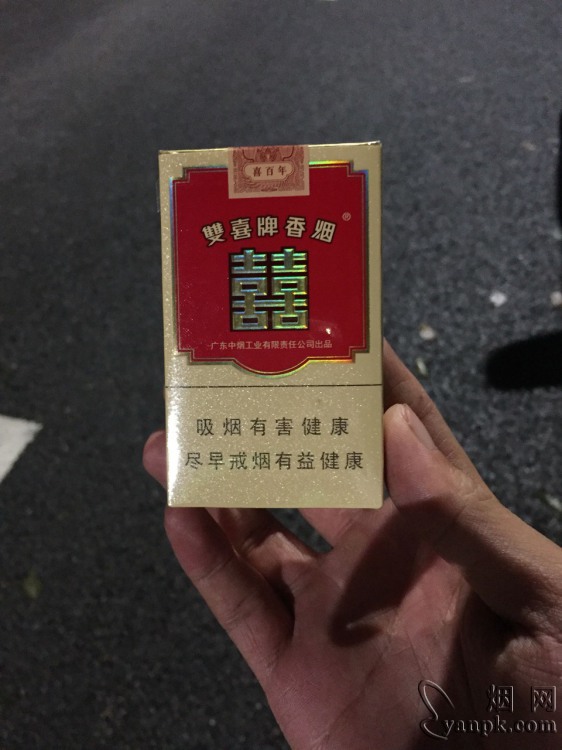 喜百年
雙喜牌香烟®
囍
广东中烟工业有限责任公司出品
吸烟有害健康
尽早戒烟有益健康
烟网
yanpk.com